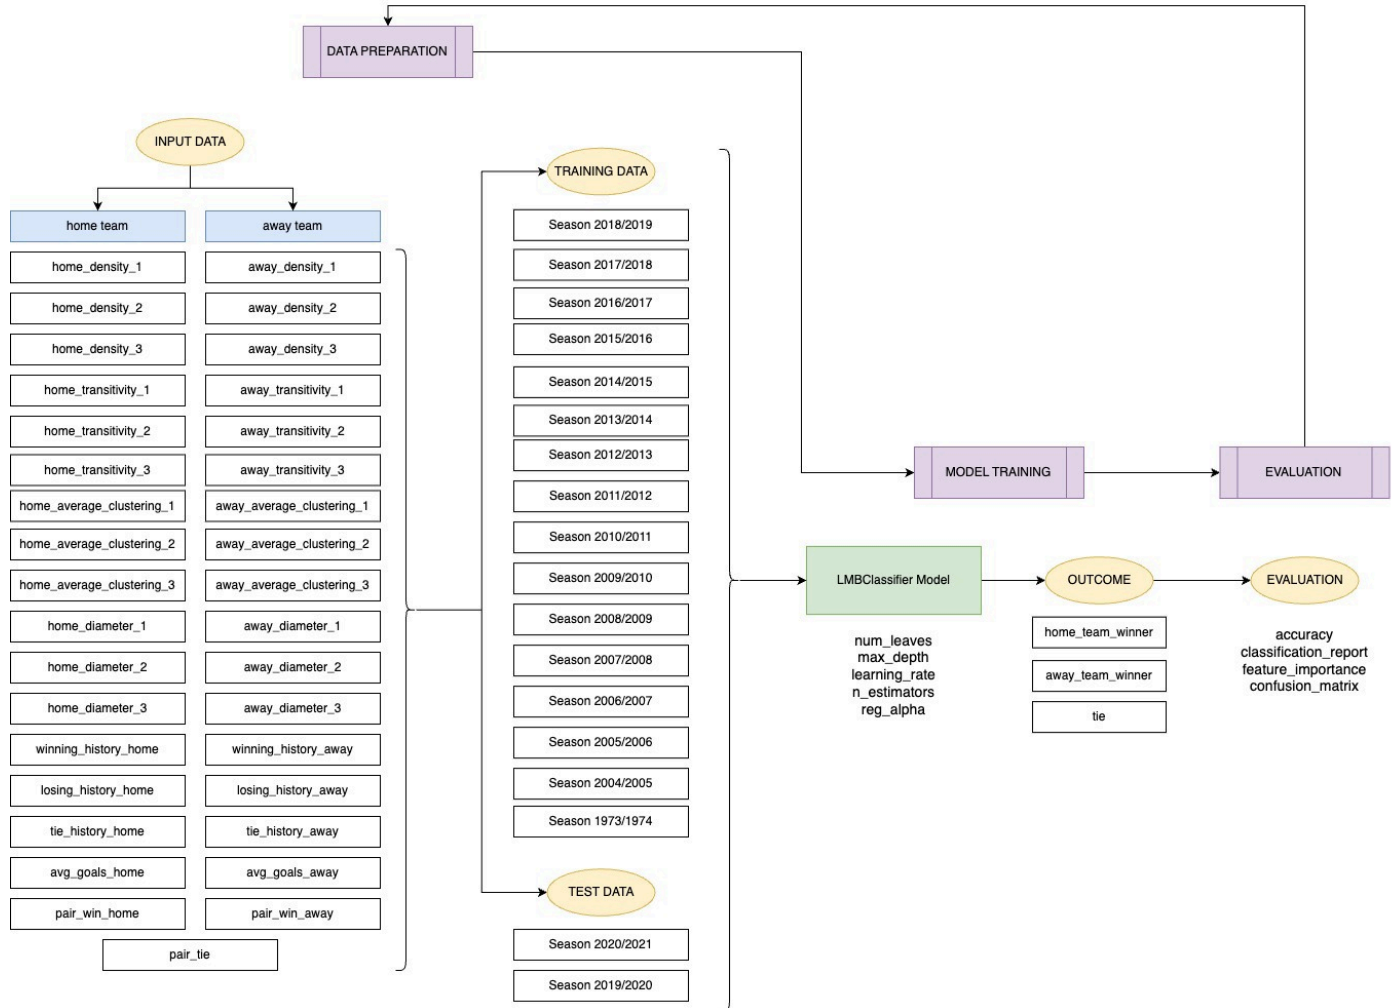 DATA PREPARATION
INPUT DATA
home team
away team
home_density_1
away_density_1
home_density_2
away_density_2
home_density_3
away_density_3
home_transitivity_1
away_transitivity_1
home_transitivity_2
away_transitivity_2
home_transitivity_3
away_transitivity_3
home_average_clustering_1
away_average_clustering_1
home_average_clustering_2
away_average_clustering_2
home_average_clustering_3
away_average_clustering_3
home_diameter_1
away_diameter_1
home_diameter_2
away_diameter_2
home_diameter_3
away_diameter_3
winning_history_home
winning_history_away
losing_history_home
losing_history_away
tie_history_home
tie_history_away
avg_goals_home
avg_goals_away
pair_win_home
pair_win_away
pair_tie
TRAINING DATA
Season 2018/2019
Season 2017/2018
Season 2016/2017
Season 2015/2016
Season 2014/2015
Season 2013/2014
Season 2012/2013
Season 2011/2012
Season 2010/2011
Season 2009/2010
Season 2008/2009
Season 2007/2008
Season 2006/2007
Season 2005/2006
Season 2004/2005
Season 1973/1974
TEST DATA
Season 2020/2021
Season 2019/2020
MODEL TRAINING
EVALUATION
LMBClassifier Model
num_leaves
max_depth
learning_rate
n_estimators
reg_alpha
OUTCOME
home_team_winner
away_team_winner
tie
EVALUATION
accuracy
classification_report
feature_importance
confusion_matrix